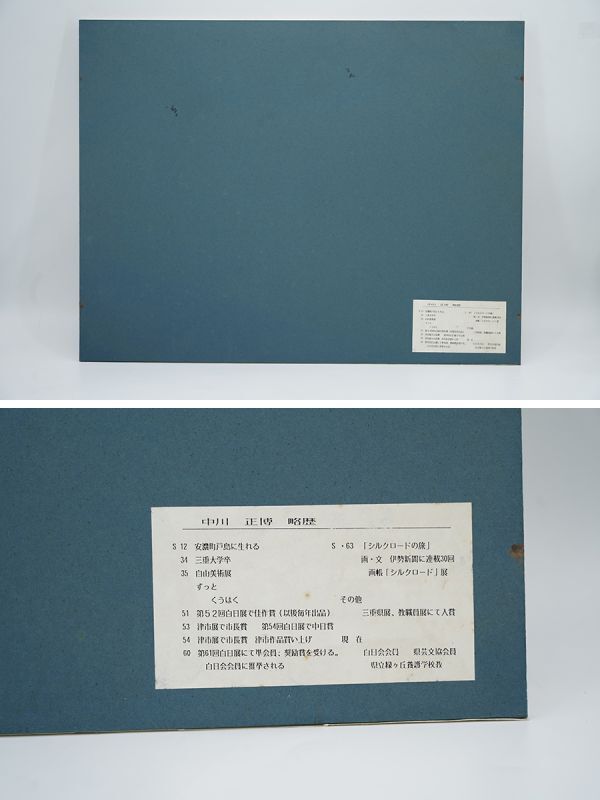 中川 正博 略歴
S 12 安濃町戸島に生れる
34 三重大学卒
35 白山美術展
ずっと
くうはく
51 第52回白日展で佳作賞（以後毎年出品）
53 津市展で市長賞 第54回白日展で中日賞
54 津市展で市長賞 津市作品買い上げ
60 第61回白日展にて準会員; 奨励賞を受ける。
白日会会員に推挙される
S ・63 「シルクロードの旅」
画・文 伊勢新聞に連載30回
画帳「シルクロード」展
その他
三重県展、教職員展にて入賞
現 在
白日会会員 県芸文協会員
県立緑ヶ丘養護学校教